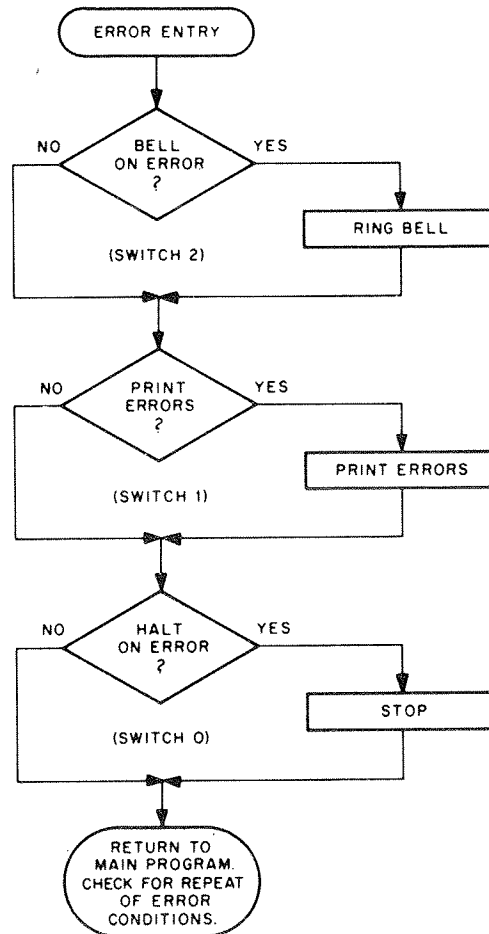 ERROR ENTRY
NO
BELL
ON ERROR
?
YES
RING BELL
(SWITCH 2)
NO
PRINT
ERRORS
?
YES
PRINT ERRORS
(SWITCH 1)
NO
HALT
ON ERROR
?
YES
STOP
(SWITCH 0)
RETURN TO
MAIN PROGRAM.
CHECK FOR REPEAT
OF ERROR
CONDITIONS.